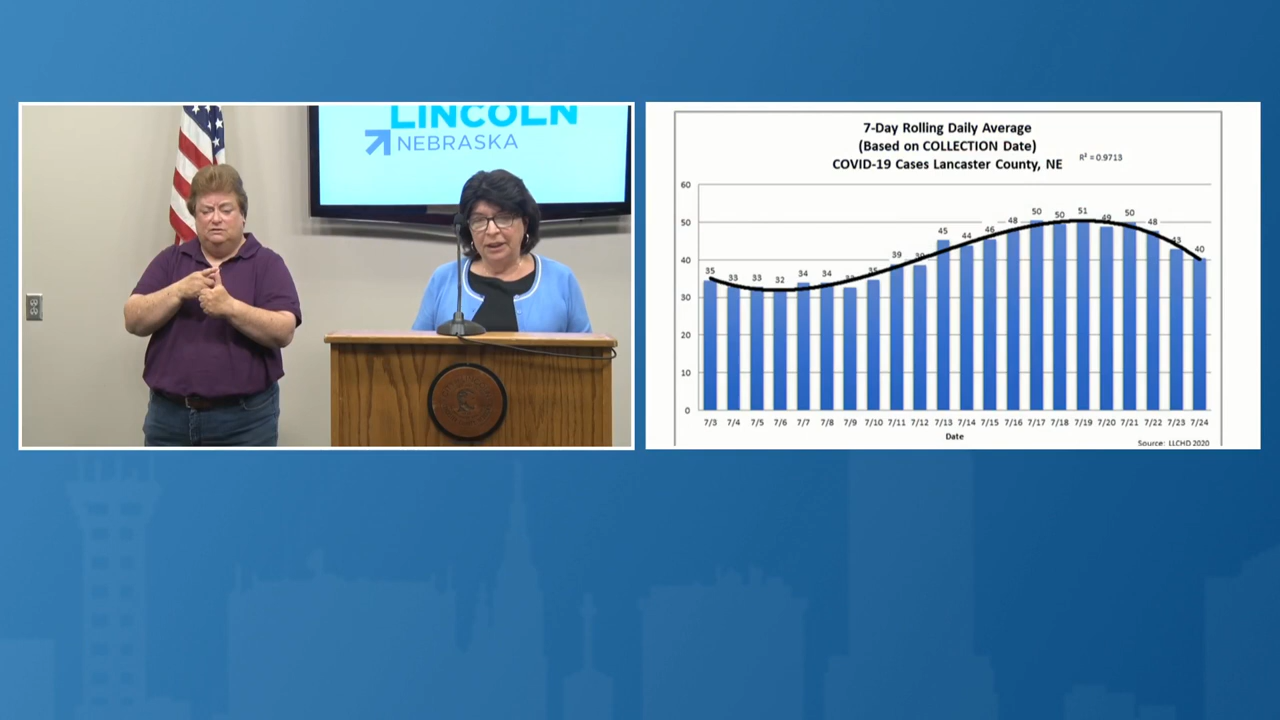 LINCOLN
NEBRASKA
7-Day Rolling Daily Average
(Based on COLLECTION Date)
COVID-19 Cases Lancaster County, NE
R² = 0.9713
60
50
40
30
20
10
0
35 33 33 32 34 34 35 39 45 44 46 48 50 50 51 49 50 48 43 40
7/3 7/4 7/5 7/6 7/7 7/8 7/9 7/10 7/11 7/12 7/13 7/14 7/15 7/16 7/17 7/18 7/19 7/20 7/21 7/22 7/23 7/24
Date
Source: LLCHD 2020